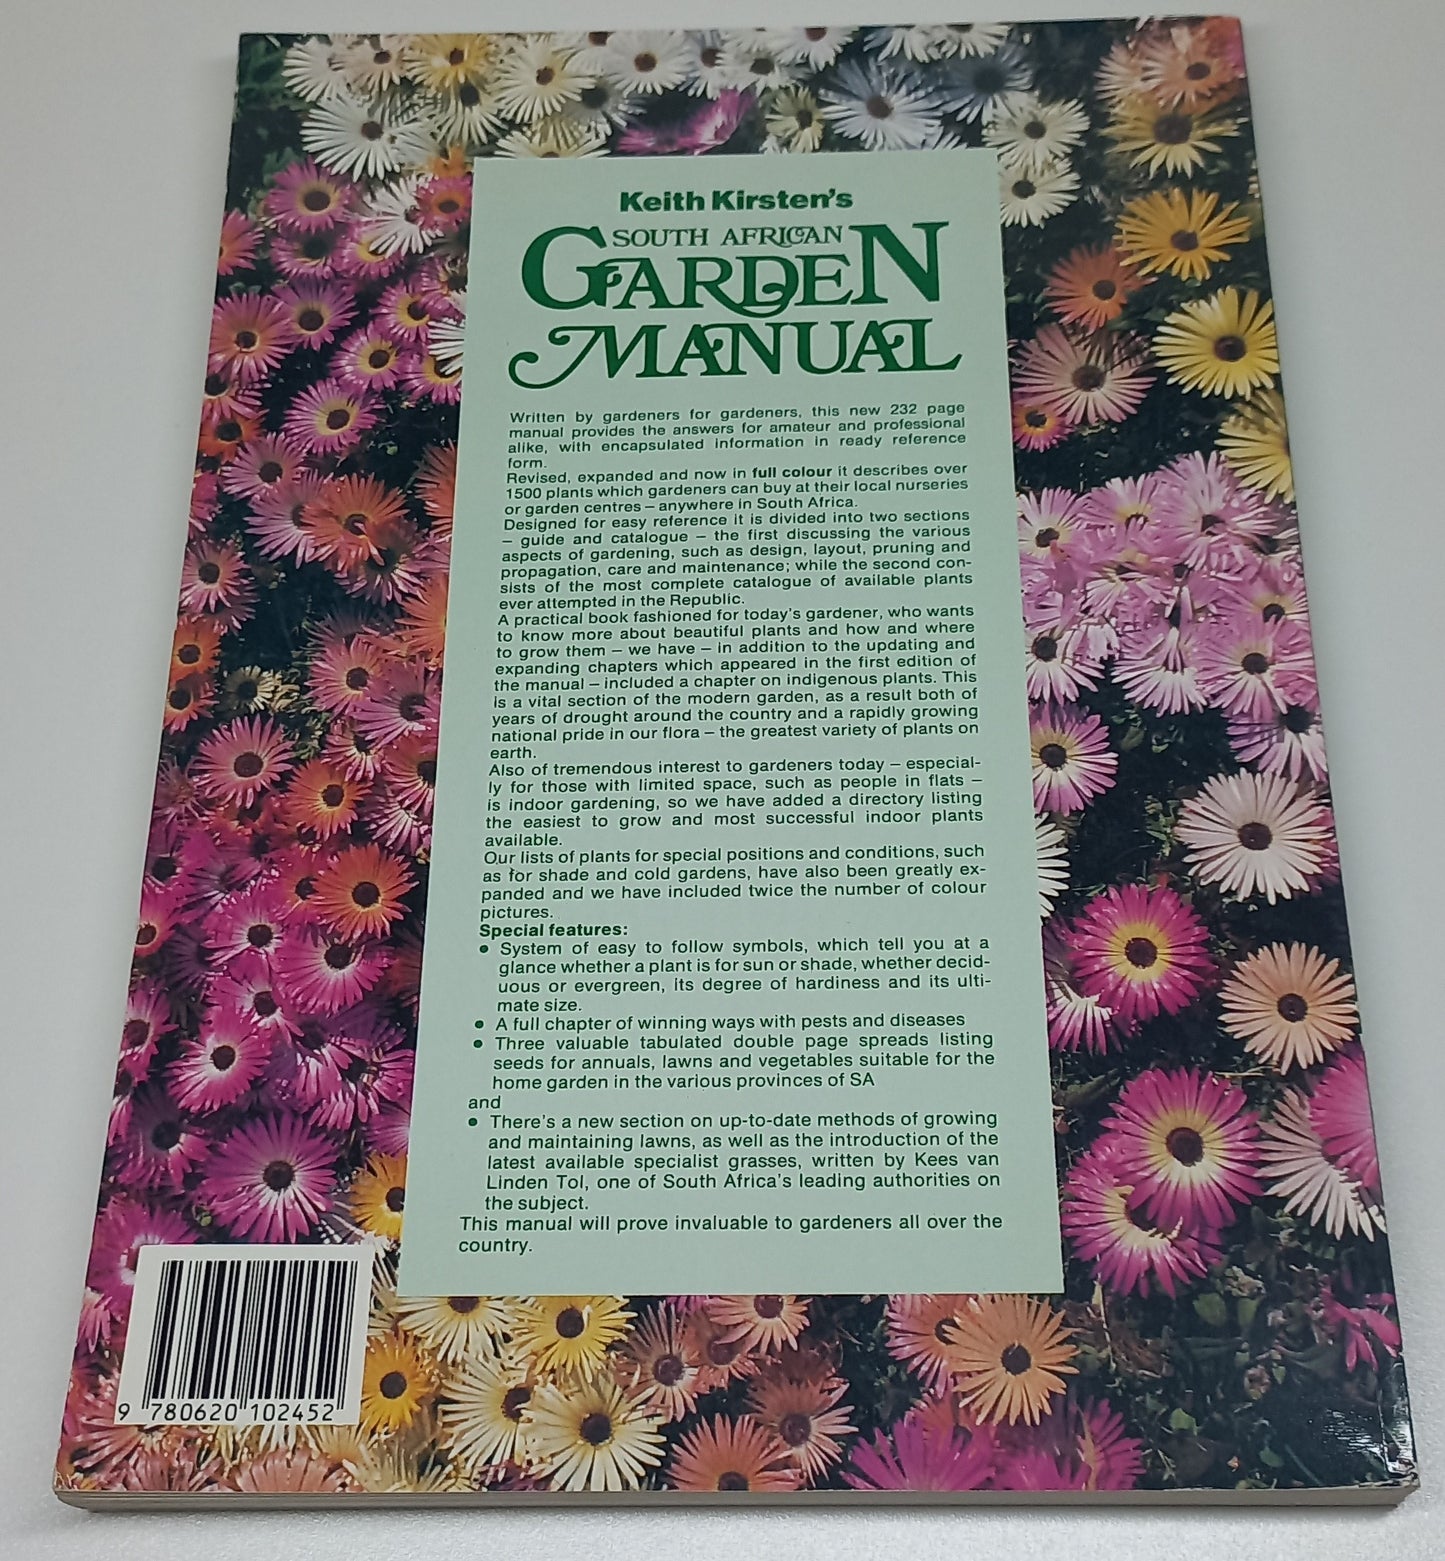 Keith Kirsten's
SOUTH AFRICAN
GARDEN
MANUAL
Written by gardeners for gardeners, this new 232 page
manual provides the answers for amateur and professional
alike, with encapsulated information in ready reference
form.
Revised, expanded and now in full colour it describes over
1500 plants which gardeners can buy at their local nurseries
or garden centres – anywhere in South Africa.
Designed for easy reference it is divided into two sections
– guide and catalogue – the first discussing the various
aspects of gardening, such as design, layout, pruning and
propagation, care and maintenance; while the second con-
sists of the most complete catalogue of available plants
ever attempted in the Republic.
A practical book fashioned for today's gardener, who wants
to know more about beautiful plants and how and where
to grow them – we have – in addition to the updating and
expanding chapters which appeared in the first edition of
the manual – included a chapter on indigenous plants. This
is a vital section of the modern garden, as a result both of
years of drought around the country and a rapidly growing
national pride in our flora – the greatest variety of plants on
earth.
Also of tremendous interest to gardeners today – especial-
ly for those with limited space, such as people in flats –
is indoor gardening, so we have added a directory listing
the easiest to grow and most successful indoor plants
available.
Our lists of plants for special positions and conditions, such
as for shade and cold gardens, have also been greatly ex-
panded and we have included twice the number of colour
pictures.
Special features:
• System of easy to follow symbols, which tell you at a
glance whether a plant is for sun or shade, whether decid-
uous or evergreen, its degree of hardiness and its ulti-
mate size.
• A full chapter of winning ways with pests and diseases
• Three valuable tabulated double page spreads listing
seeds for annuals, lawns and vegetables suitable for the
home garden in the various provinces of SA
and
• There's a new section on up-to-date methods of growing
and maintaining lawns, as well as the introduction of the
latest available specialist grasses, written by Kees van
Linden Tol, one of South Africa's leading authorities on
the subject.
This manual will prove invaluable to gardeners all over the
country.
9 780620 102452